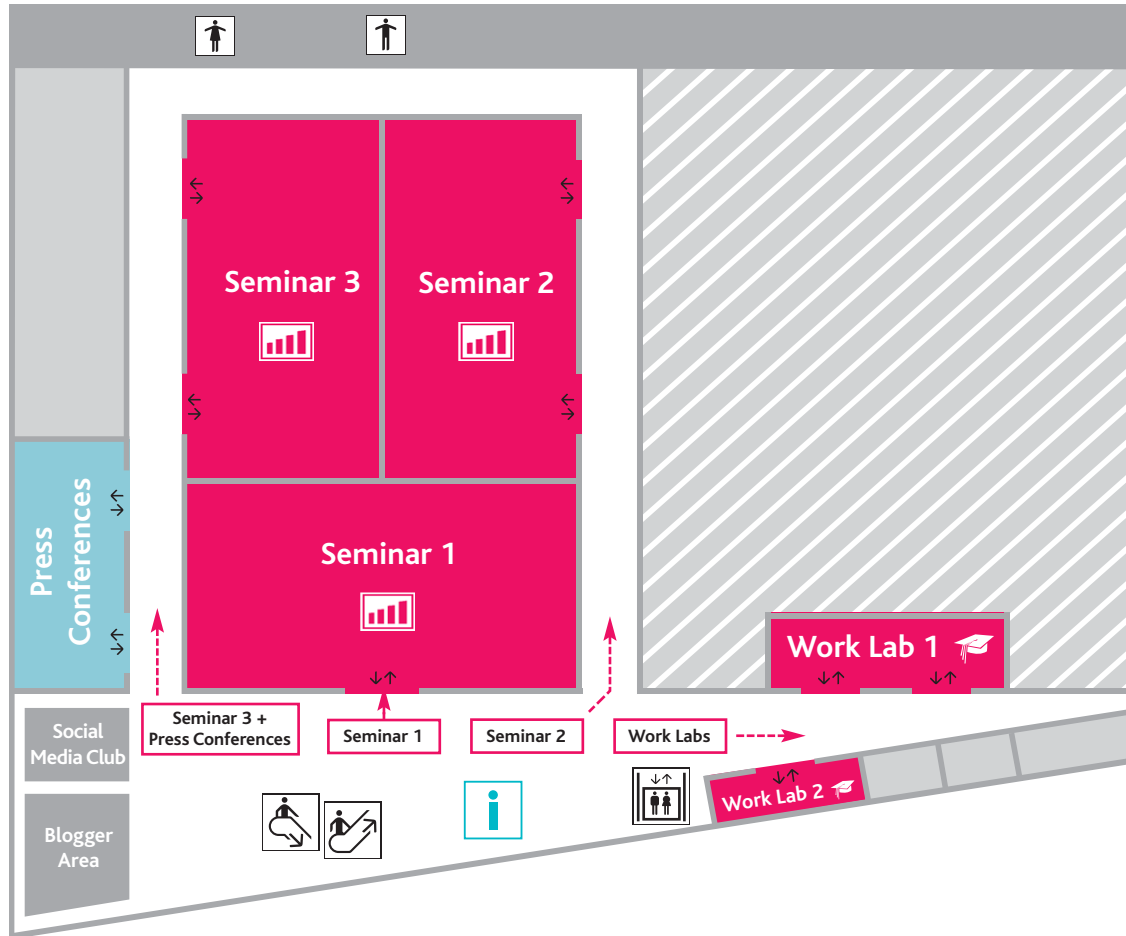 Seminar 3
Seminar 2
Seminar 1
Press
Conferences
Work Lab 1
Seminar 3 +
Press Conferences
Seminar 1
Seminar 2
Work Labs
Social
Media Club
Work Lab 2
Blogger
Area
i